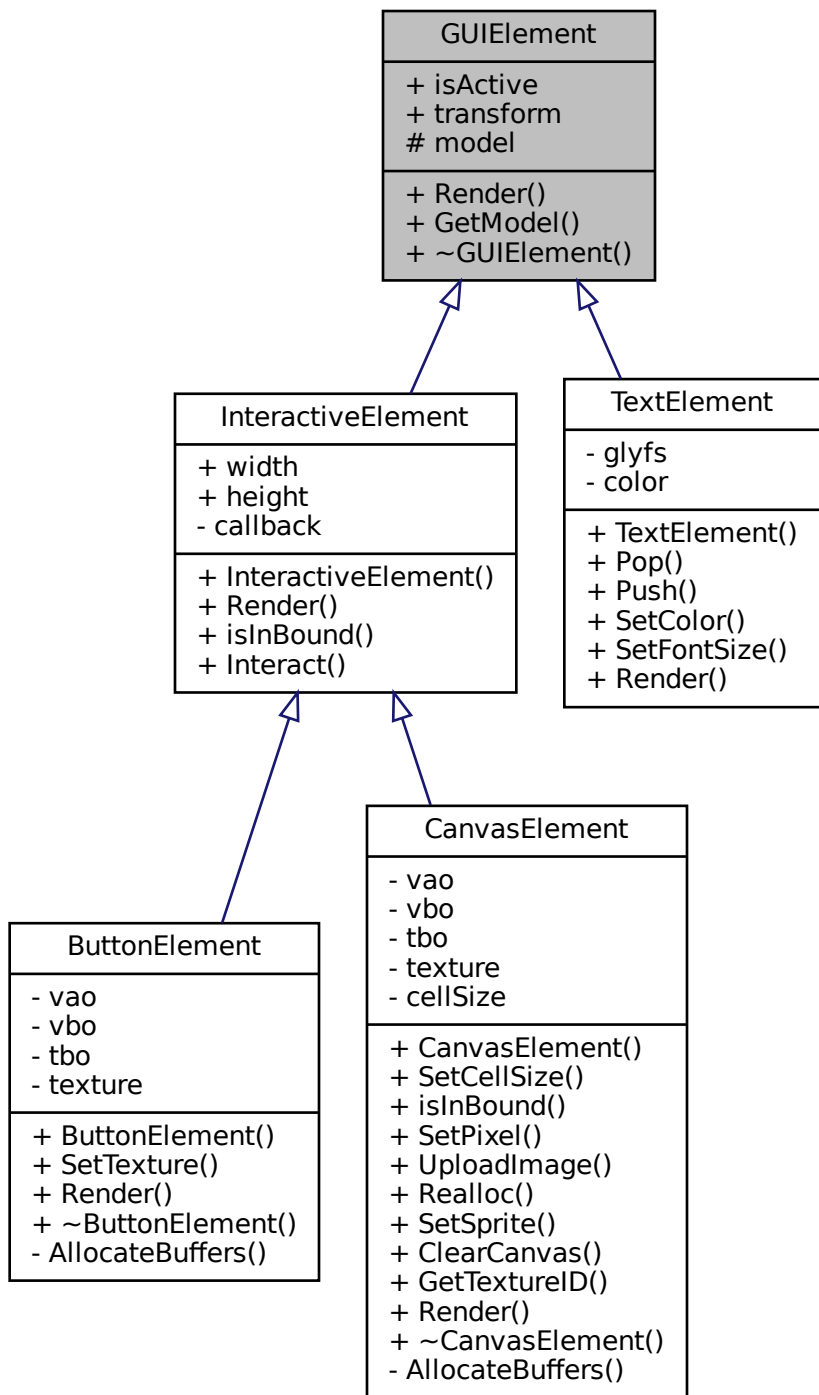 GUIElement
+ isActive
+ transform
# model
+ Render()
+ GetModel()
+ ~GUIElement()
InteractiveElement
+ width
+ height
- callback
+ InteractiveElement()
+ Render()
+ isInBound()
+ Interact()
TextElement
- glyfs
- color
+ TextElement()
+ Pop()
+ Push()
+ SetColor()
+ SetFontSize()
+ Render()
ButtonElement
- vao
- vbo
- tbo
- texture
+ ButtonElement()
+ SetTexture()
+ Render()
+ ~ButtonElement()
- AllocateBuffers()
CanvasElement
- vao
- vbo
- tbo
- texture
- cellSize
+ CanvasElement()
+ SetCellSize()
+ isInBound()
+ SetPixel()
+ UploadImage()
+ Realloc()
+ SetSprite()
+ ClearCanvas()
+ GetTextureID()
+ Render()
+ ~CanvasElement()
- AllocateBuffers()